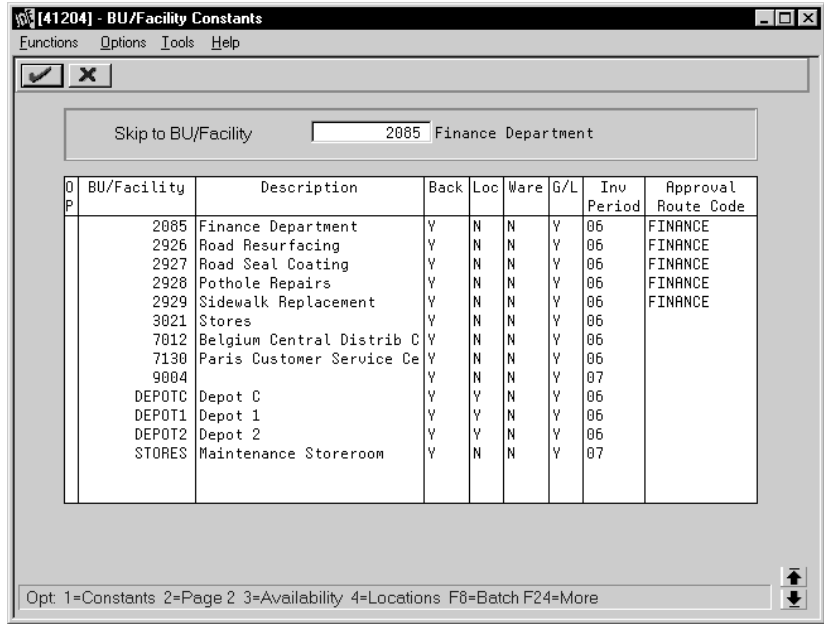 [41204] - BU/Facility Constants
Functions Options Tools Help
Skip to BU/Facility 2085 Finance Department
O P BU/Facility Description Back Loc Ware G/L Inv Period Approval Route Code
2085 Finance Department Y N N Y 06 FINANCE
2926 Road Resurfacing Y N N Y 06 FINANCE
2927 Road Seal Coating Y N N Y 06 FINANCE
2928 Pothole Repairs Y N N Y 06 FINANCE
2929 Sidewalk Replacement Y N N Y 06 FINANCE
3021 Stores Y N N Y 06
7012 Belgium Central Distrib C Y N N Y 06
7130 Paris Customer Service Ce Y N N Y 06
9004 Y N N Y 07
DEPOTC Depot C Y Y N Y 06
DEPOT1 Depot 1 Y Y N Y 06
DEPOT2 Depot 2 Y Y N Y 06
STORES Maintenance Storeroom Y N N Y 07
Opt: 1=Constants 2=Page 2 3=Availability 4=Locations F8=Batch F24=More